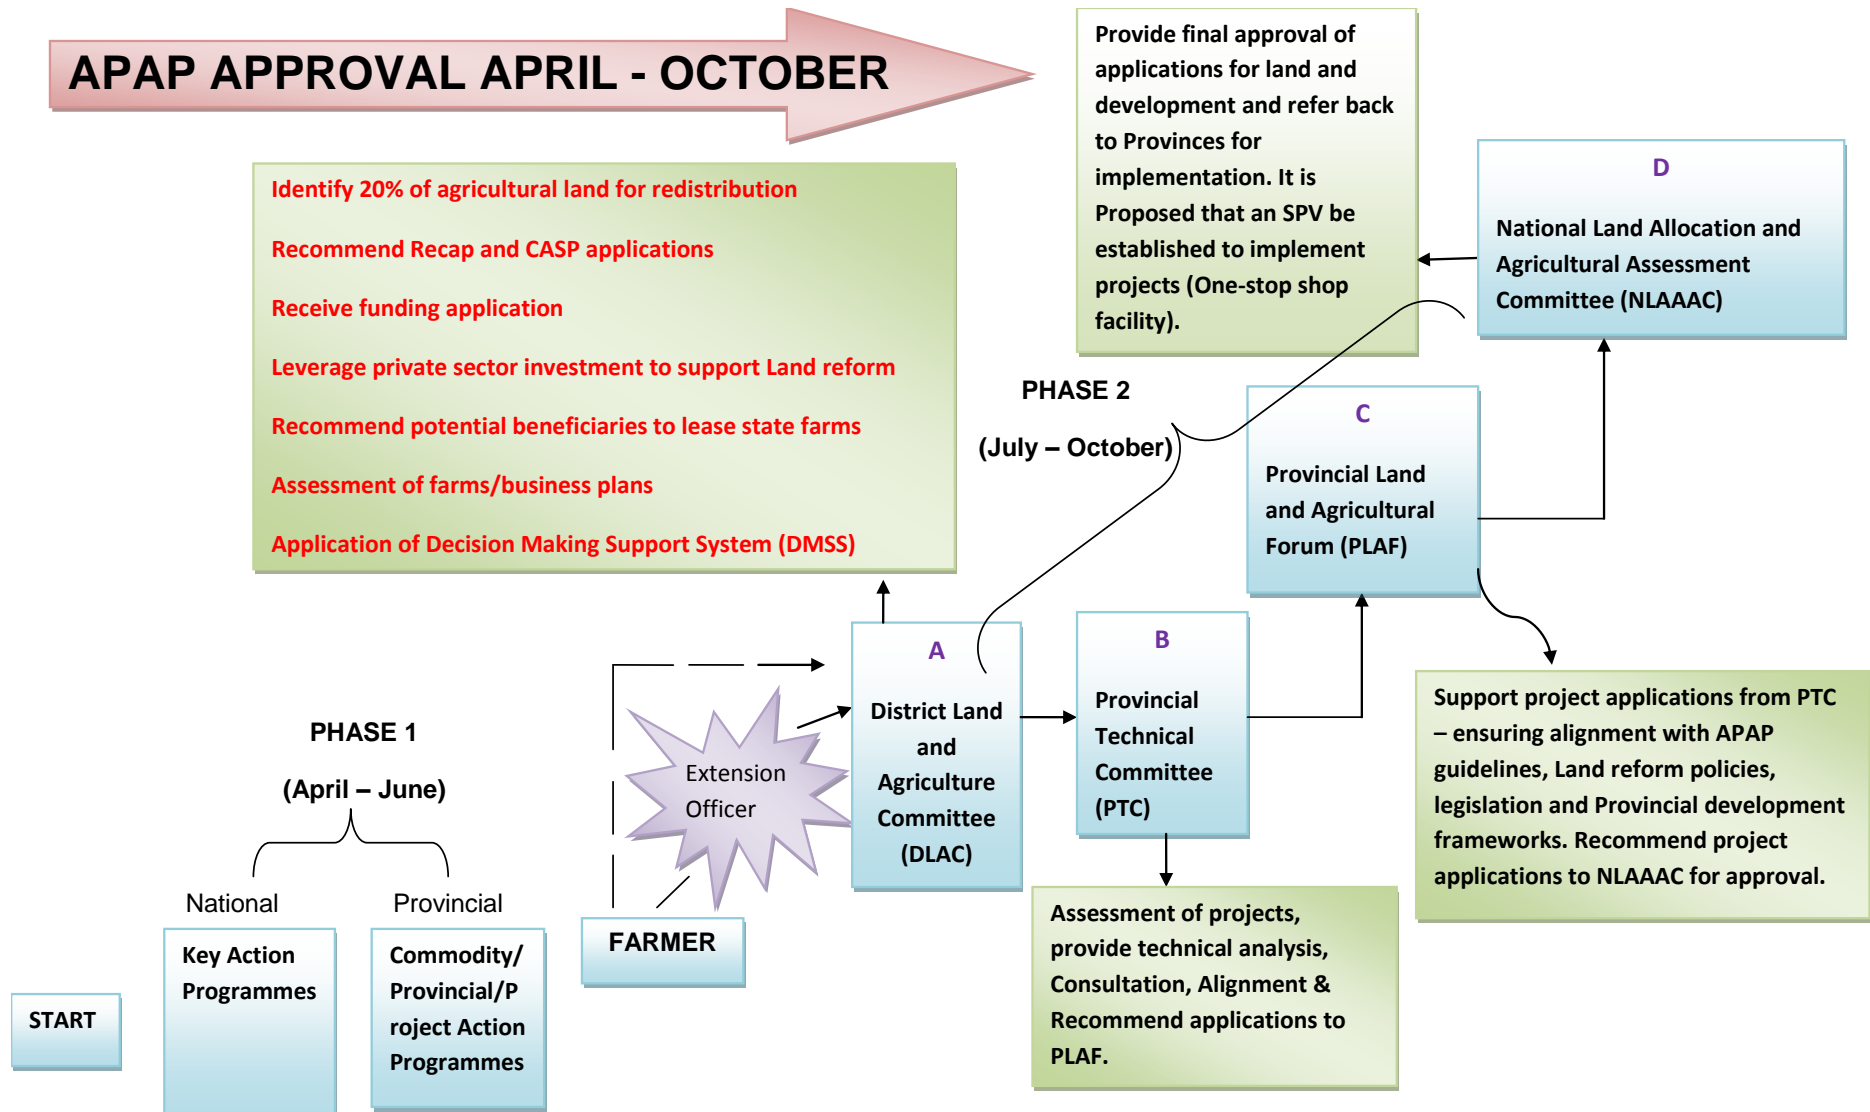 APAP APPROVAL APRIL - OCTOBER
Provide final approval of
applications for land and
development and refer back
to Provinces for
implementation. It is
Proposed that an SPV be
established to implement
projects (One-stop shop
facility).
D
National Land Allocation and
Agricultural Assessment
Committee (NLAAAC)
Identify 20% of agricultural land for redistribution
Recommend Recap and CASP applications
Receive funding application
Leverage private sector investment to support Land reform
Recommend potential beneficiaries to lease state farms
Assessment of farms/business plans
Application of Decision Making Support System (DMSS)
PHASE 2
(July – October)
C
Provincial Land
and Agricultural
Forum (PLAF)
A
District Land
and
Agriculture
Committee
(DLAC)
B
Provincial
Technical
Committee
(PTC)
Support project applications from PTC
– ensuring alignment with APAP
guidelines, Land reform policies,
legislation and Provincial development
frameworks. Recommend project
applications to NLAAAC for approval.
PHASE 1
(April – June)
Extension
Officer
National
Provincial
Key Action
Programmes
Commodity/
Provincial/P
roject Action
Programmes
FARMER
Assessment of projects,
provide technical analysis,
Consultation, Alignment &
Recommend applications to
PLAF.
START